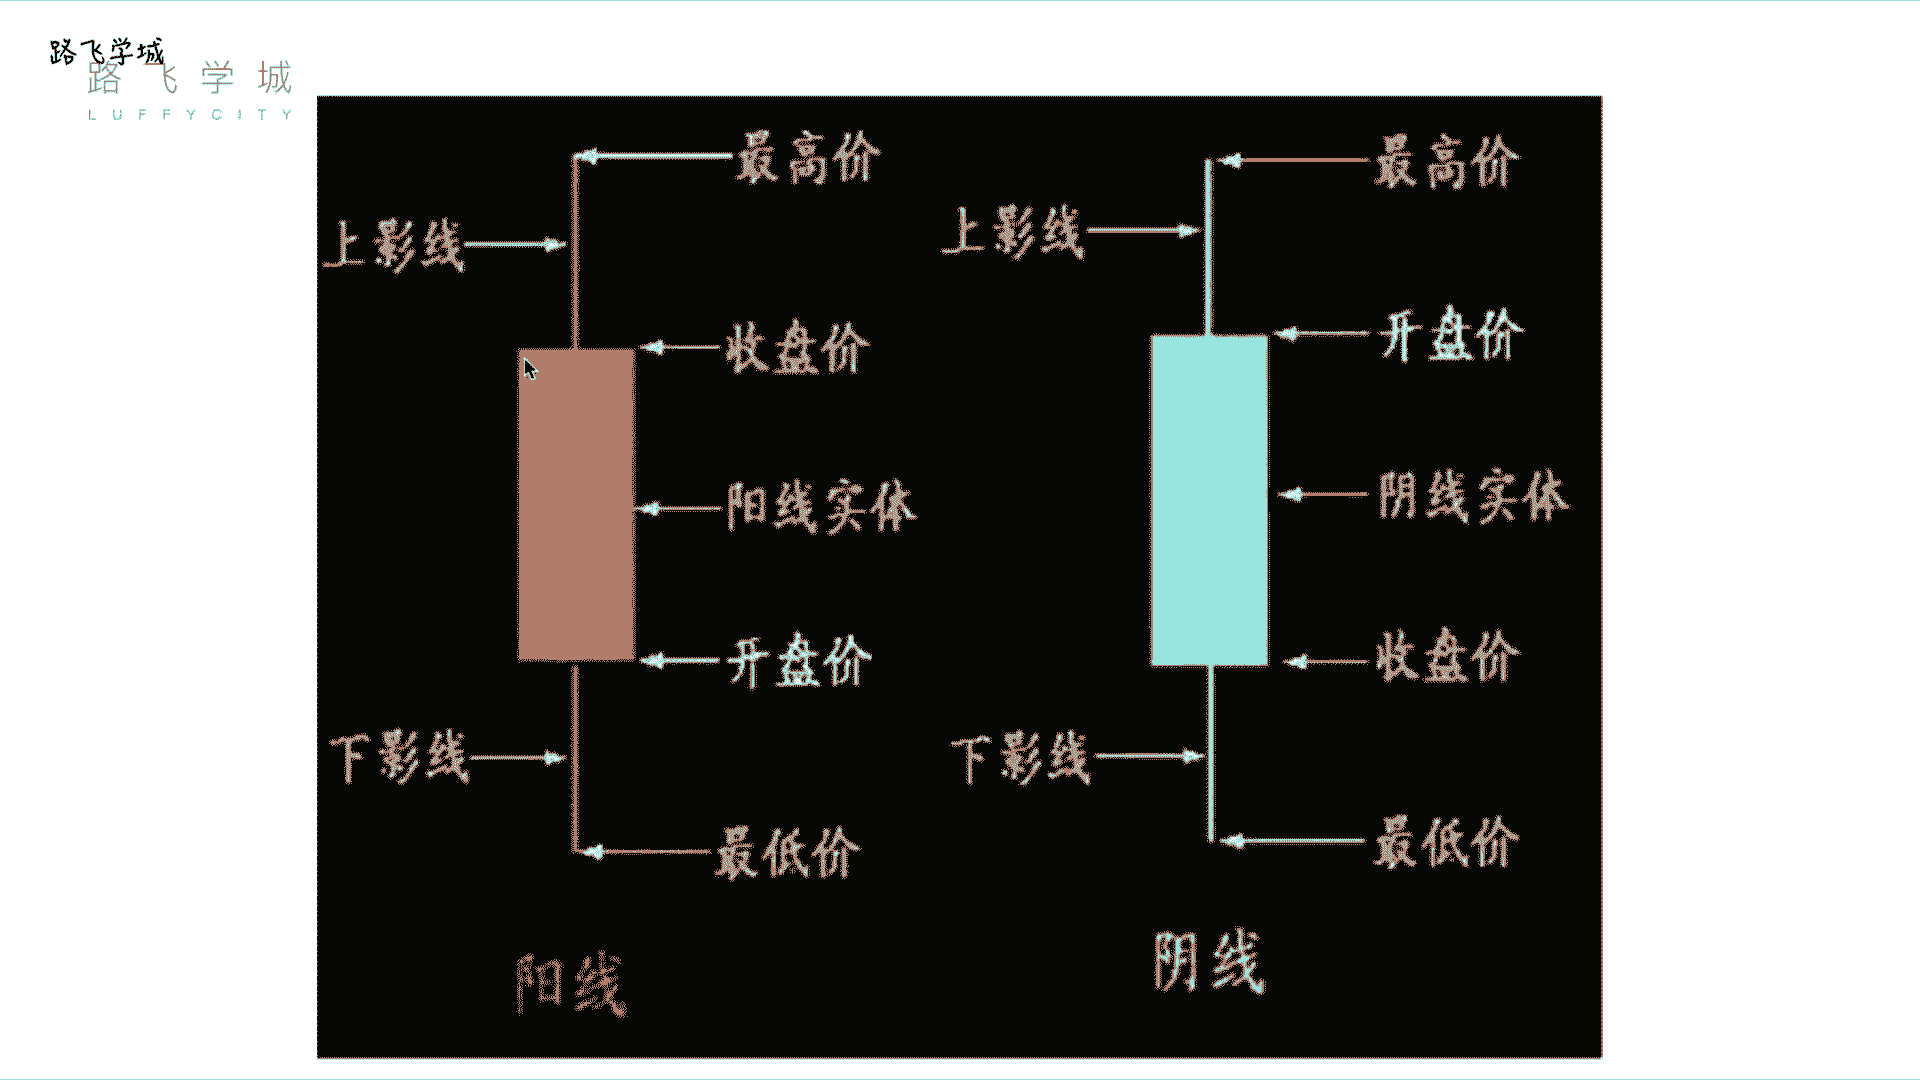 路飞学城
路飞学城
LUFFYCITY
最高价
上影线
收盘价
阳线实体
开盘价
下影线
最低价
阳线
最高价
上影线
开盘价
阴线实体
收盘价
下影线
最低价
阴线